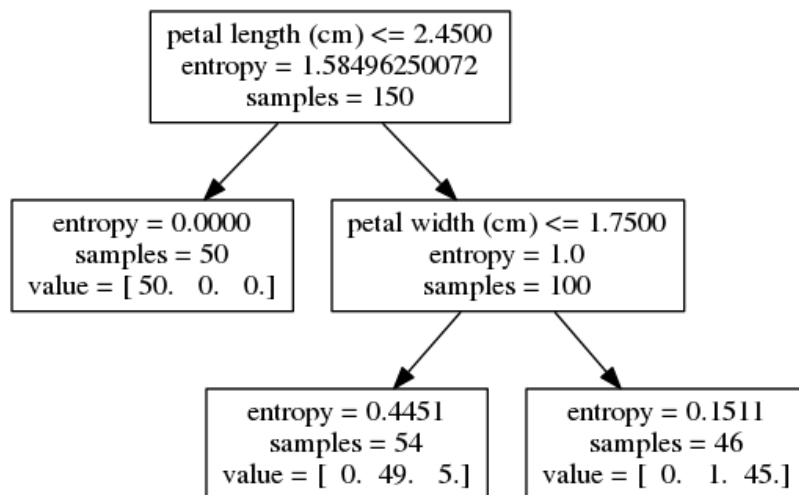 petal length (cm) <= 2.4500
entropy = 1.58496250072
samples = 150
entropy = 0.0000
samples = 50
value = [ 50. 0. 0.]
petal width (cm) <= 1.7500
entropy = 1.0
samples = 100
entropy = 0.4451
samples = 54
value = [ 0. 49. 5.]
entropy = 0.1511
samples = 46
value = [ 0. 1. 45.]